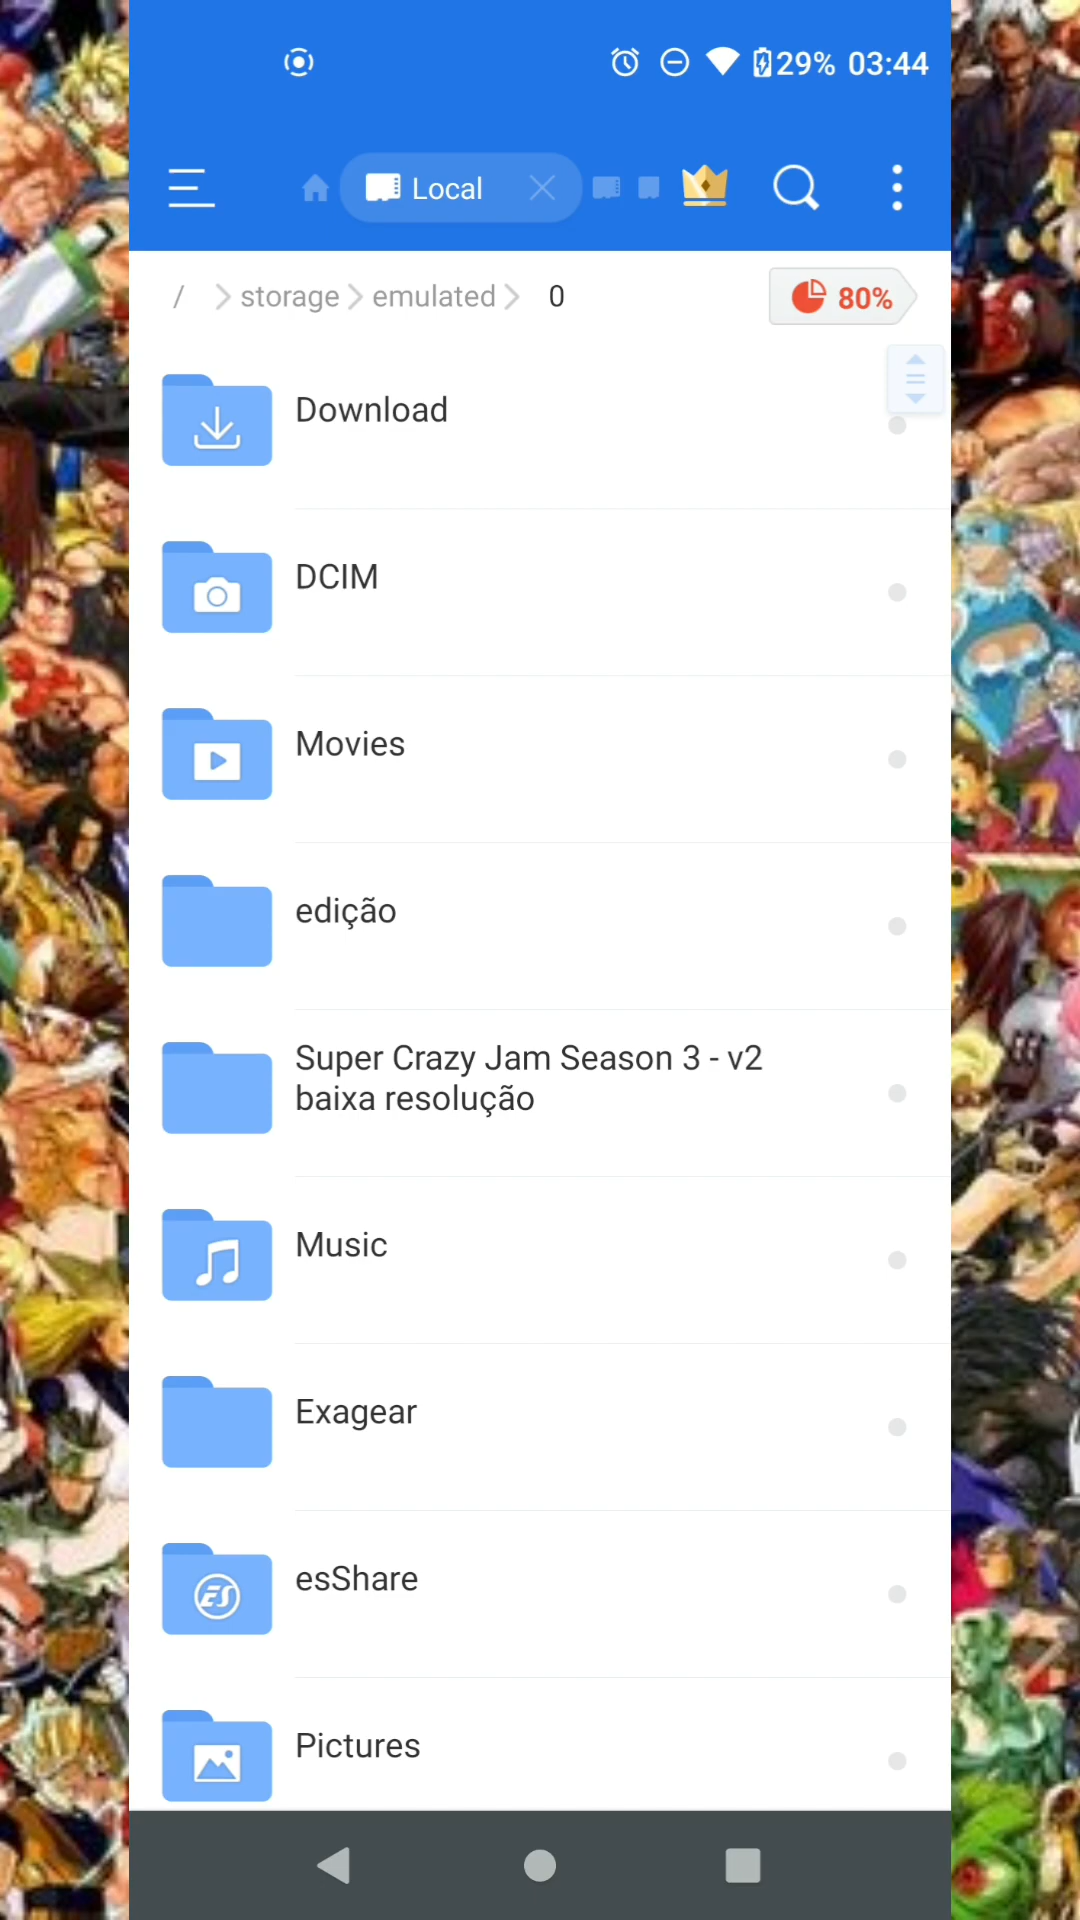 29% 03:44
Local
/ storage emulated 0
80%
Download
DCIM
Movies
edição
Super Crazy Jam Season 3 - v2
baixa resolução
Music
Exagear
esShare
ES
Pictures